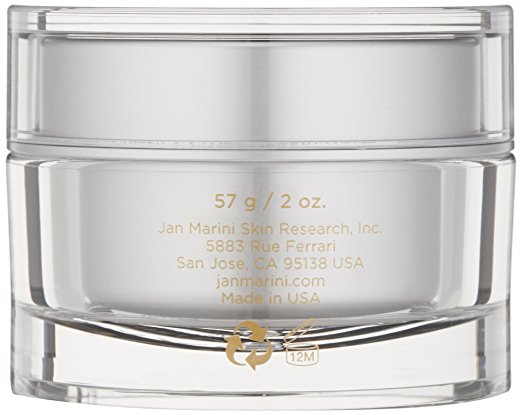 57 g / 2 oz.
Jan Marini Skin Research, Inc.
5883 Rue Ferrari
San Jose, CA 95138 USA
janmarini.com
Made in USA
12M